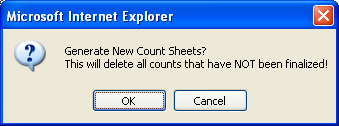 Microsoft Internet Explorer
Generate New Count Sheets?
This will delete all counts that have NOT been finalized!
OK Cancel